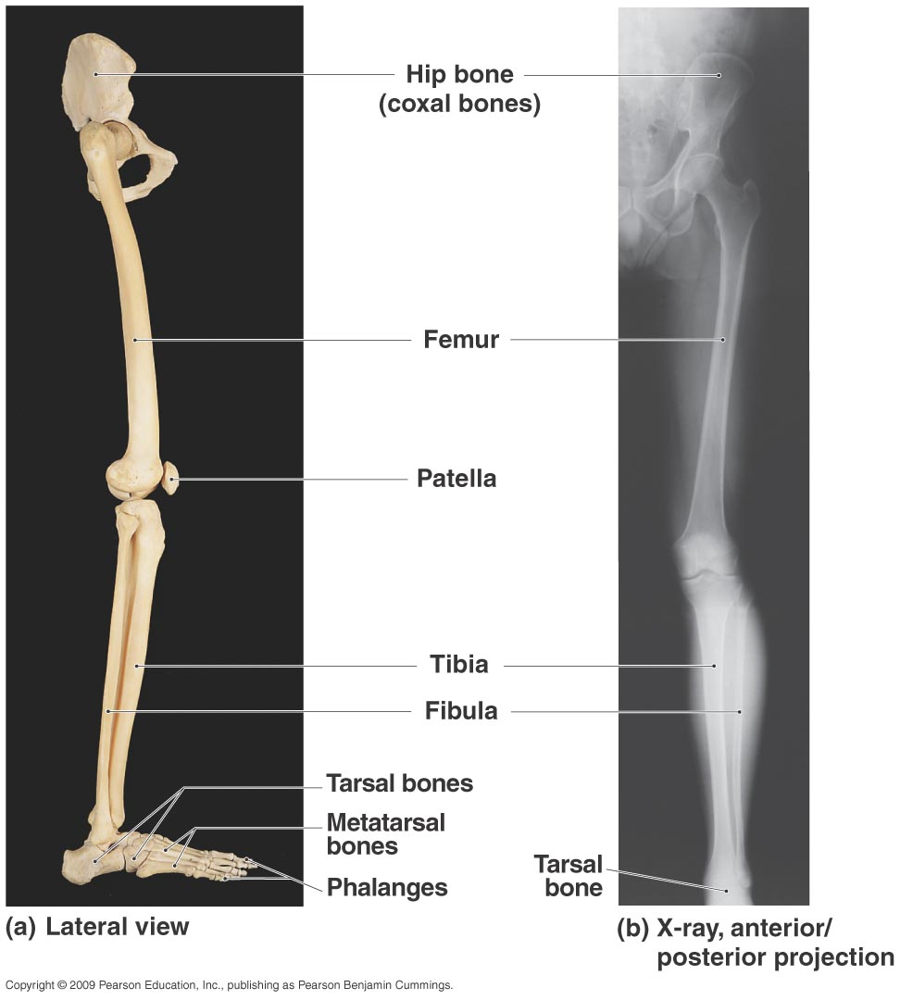 Hip bone
(coxal bones)
Femur
Patella
Tibia
Fibula
Tarsal bones
Metatarsal
bones
Phalanges
Tarsal
bone
(a) Lateral view
(b) X-ray, anterior/
posterior projection
Copyright © 2009 Pearson Education, Inc., publishing as Pearson Benjamin Cummings.